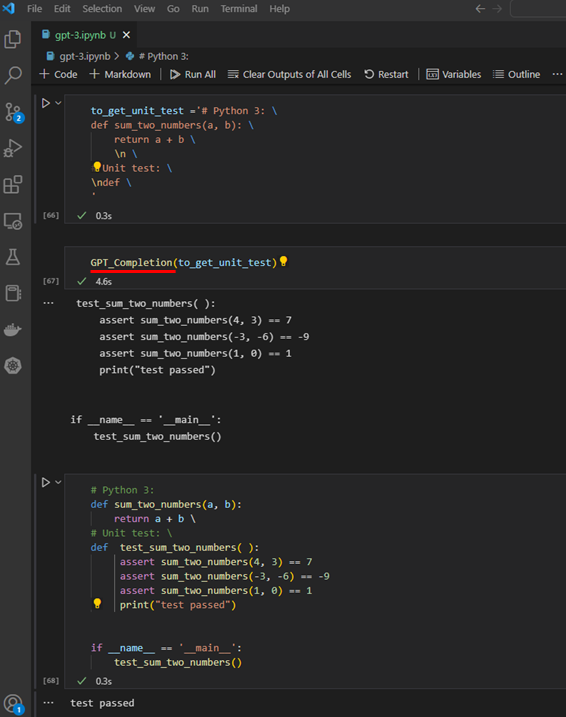 File Edit Selection View Go Run Terminal Help
gpt-3.ipynb U
gpt-3.ipynb > # Python 3:
+ Code + Markdown Run All Clear Outputs of All Cells Restart Variables Outline ...
to_get_unit_test ='# Python 3: \
def sum_two_numbers(a, b): \
return a + b \
\n \
Unit test: \
\ndef \
'
[66] 0.3s
2
GPT_Completion(to_get_unit_test)
[67] 4.6s
... test_sum_two_numbers( ):
assert sum_two_numbers(4, 3) == 7
assert sum_two_numbers(-3, -6) == -9
assert sum_two_numbers(1, 0) == 1
print("test passed")
if __name__ == '__main__':
test_sum_two_numbers()
# Python 3:
def sum_two_numbers(a, b):
return a + b \
# Unit test: \
def test_sum_two_numbers( ):
assert sum_two_numbers(4, 3) == 7
assert sum_two_numbers(-3, -6) == -9
assert sum_two_numbers(1, 0) == 1
print("test passed")
if __name__ == '__main__':
test_sum_two_numbers()
[68] 0.3s
... test passed
1